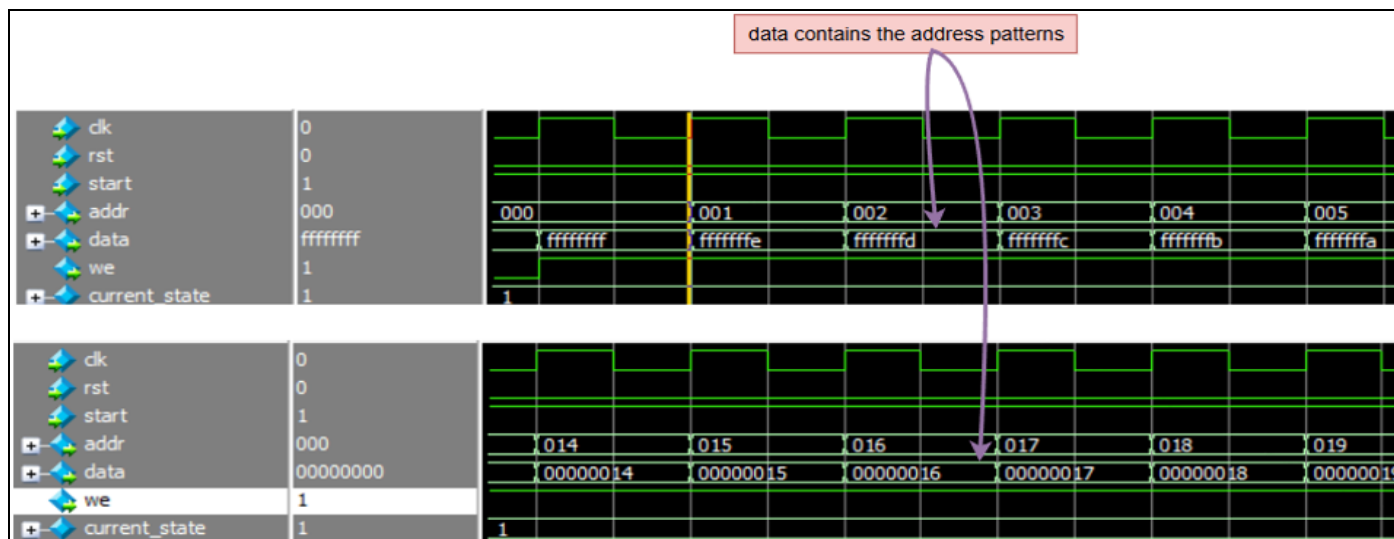 data contains the address patterns
clk 0
rst 0
start 1
addr 000 000 001 002 003 004 005
data ffffffff ffffffff fffffffe fffffffd fffffffc fffffffb fffffffa
we 1
current_state 1 1
clk 0
rst 0
start 1
addr 000 014 015 016 017 018 019
data 00000000 00000014 00000015 00000016 00000017 00000018 00000019
we 1
current_state 1 1